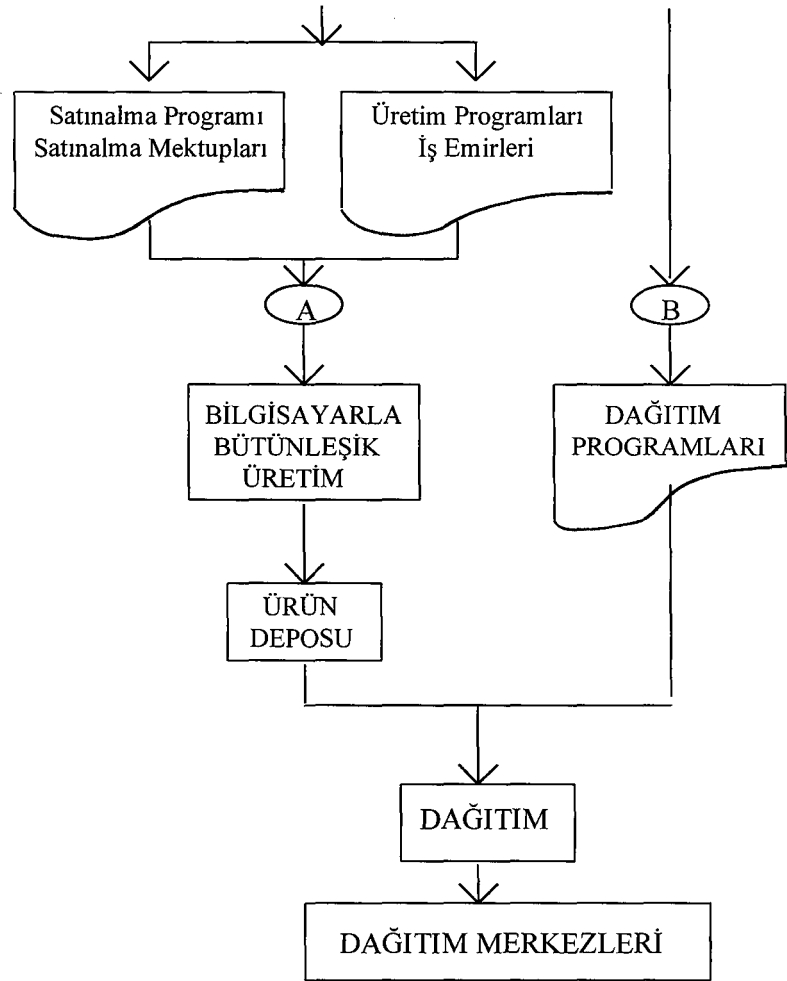 Satınalma Programı
Satınalma Mektupları
Üretim Programları
İş Emirleri
A
B
BİLGİSAYARLA
BÜTÜNLEŞİK
ÜRETİM
DAĞITIM
PROGRAMLARI
ÜRÜN
DEPOSU
DAĞITIM
DAĞITIM MERKEZLERİ